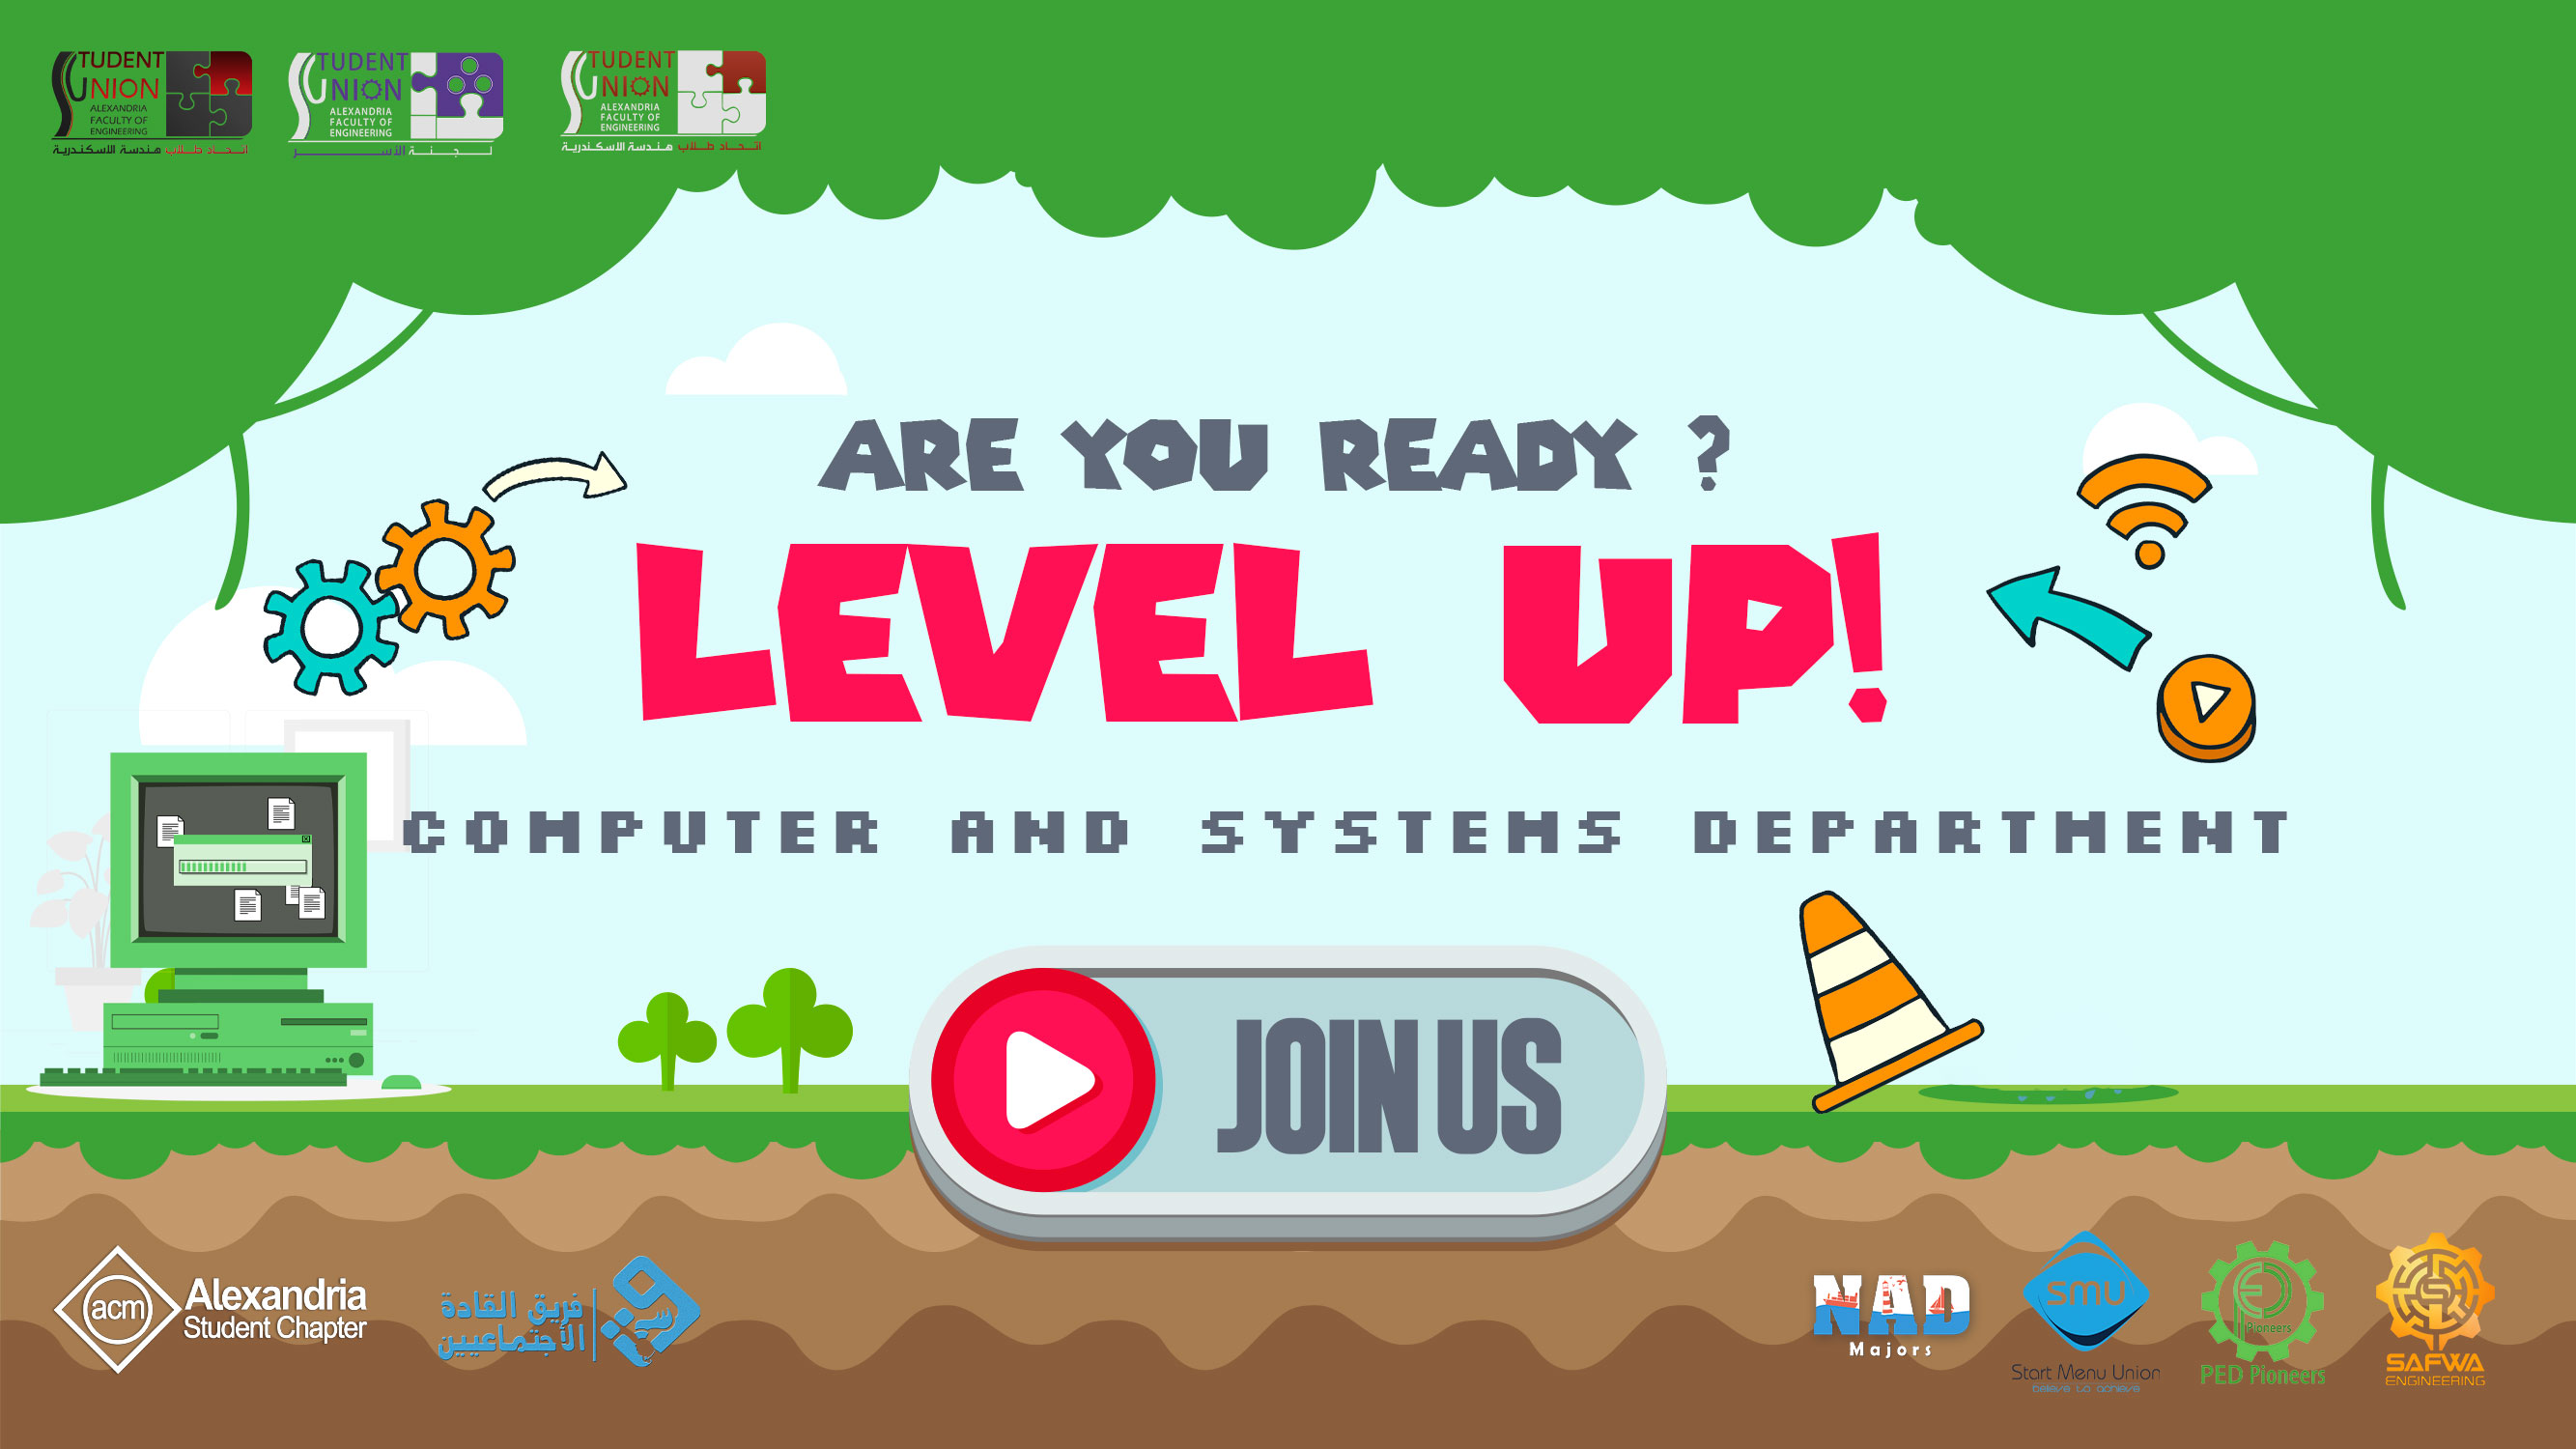 STUDENT
UNION
ALEXANDRIA
FACULTY OF
ENGINEERING
اتحاد طلاب هندسة الاسكندرية
STUDENT
UNION
ALEXANDRIA
FACULTY OF
ENGINEERING
لجنة الأسر
STUDENT
UNION
ALEXANDRIA
FACULTY OF
ENGINEERING
اتحاد طلاب هندسة الاسكندرية
ARE YOU READY ?
LEVEL UP!
COMPUTER AND SYSTEMS DEPARTMENT
JOIN US
acm
Alexandria
Student Chapter
فريق القادة
الأجتماعيين
NAD
Majors
SMU
Start Menu Union
Believe to Achieve
Pioneers
PED Pioneers
SAFWA
ENGINEERING